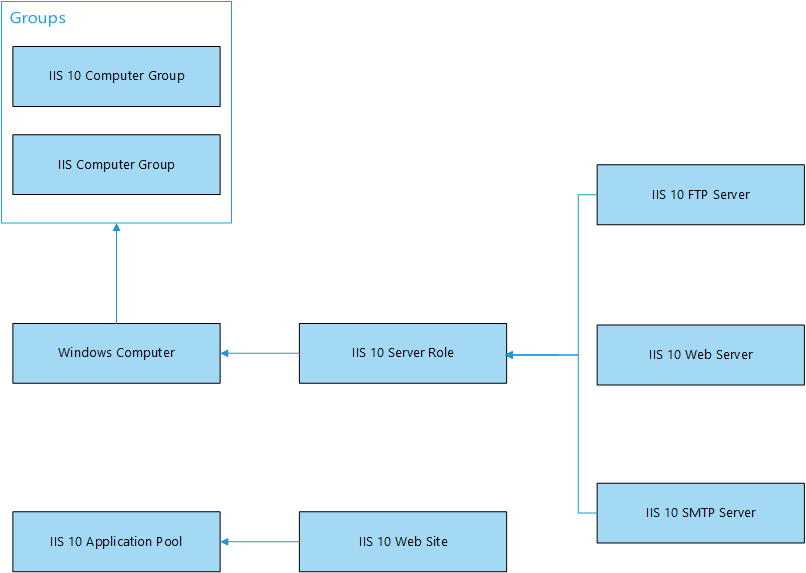 Groups
IIS 10 Computer Group
IIS Computer Group
IIS 10 FTP Server
Windows Computer
IIS 10 Server Role
IIS 10 Web Server
IIS 10 SMTP Server
IIS 10 Application Pool
IIS 10 Web Site